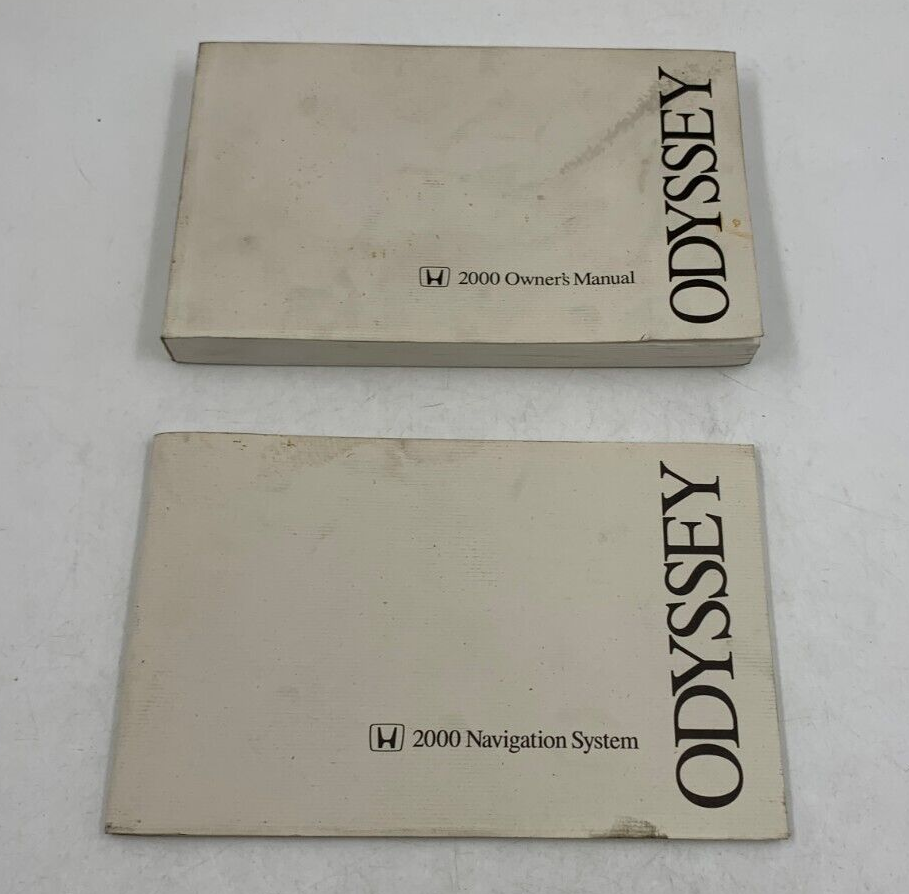 ODYSSEY
2000 Owner's Manual
ODYSSEY
2000 Navigation System